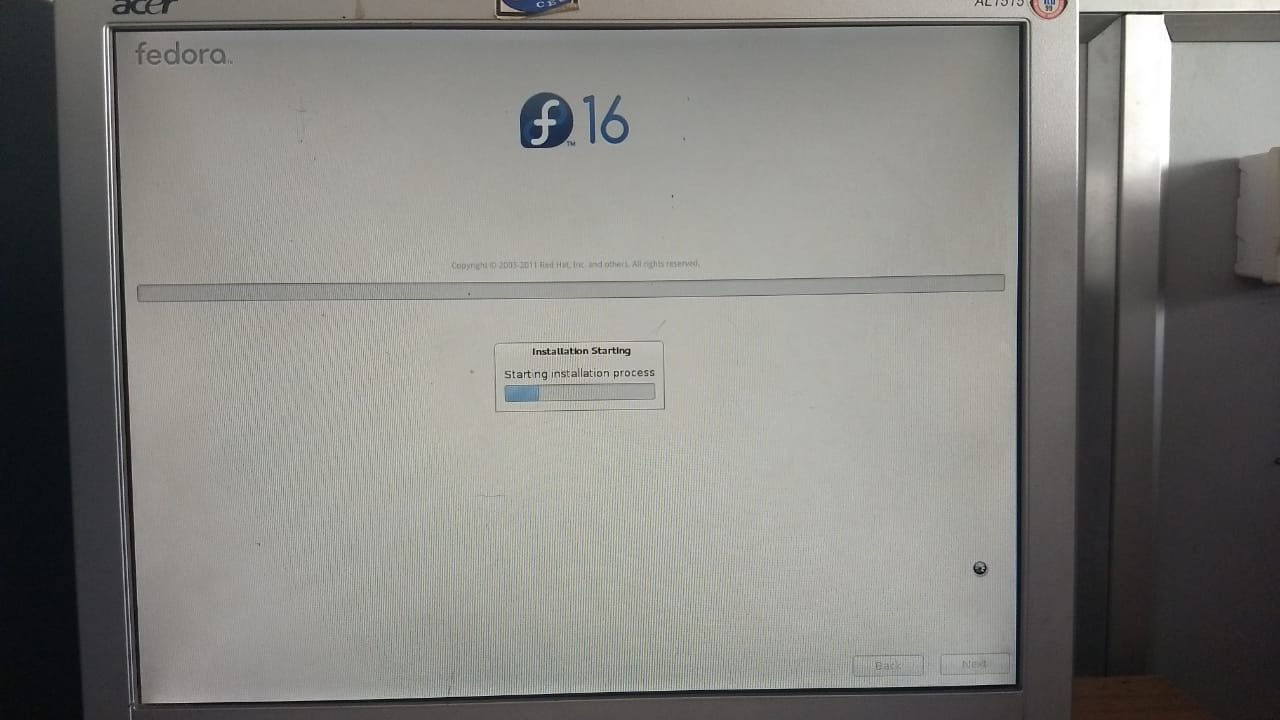 acer
AL1515
fedora
f™ 16
Copyright © 2003-2011 Red Hat, Inc. and others. All rights reserved.
Installation Starting
Starting installation process
Back
Next